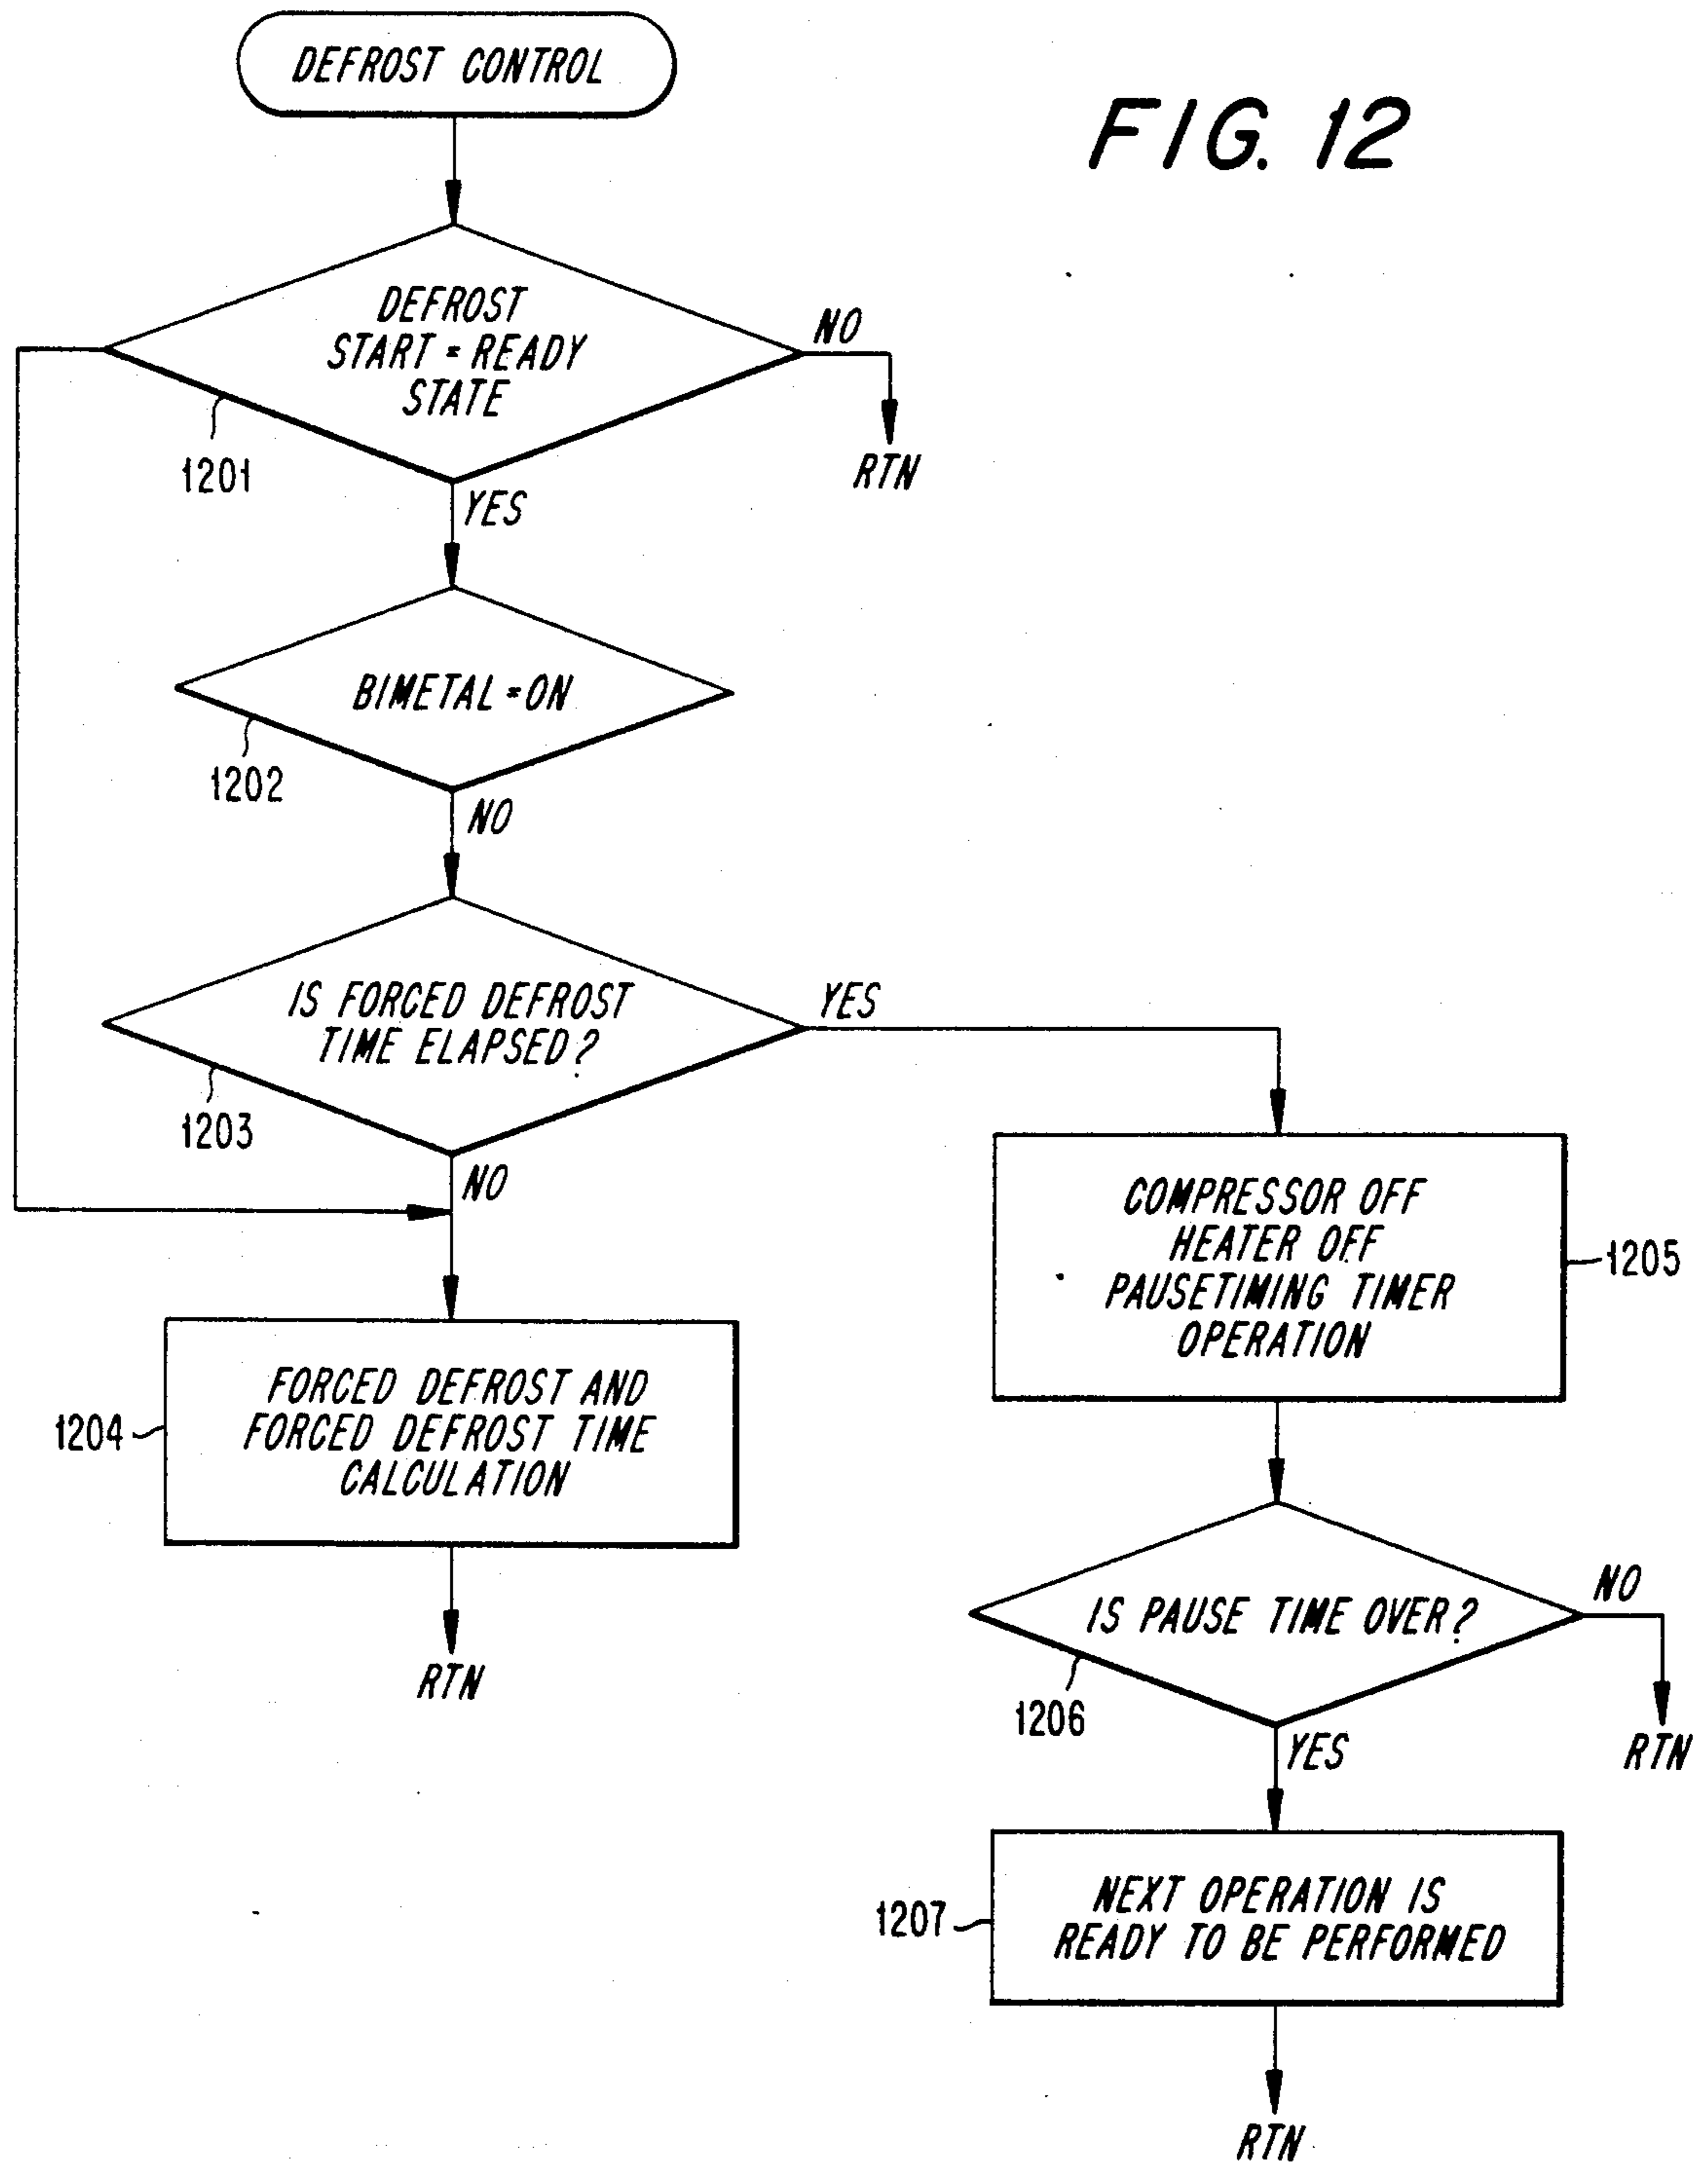 DEFROST CONTROL
FIG. 12
DEFROST
START = READY
STATE
NO
RTN
1201
YES
BIMETAL = ON
1202
NO
IS FORCED DEFROST
TIME ELAPSED?
YES
1203
NO
COMPRESSOR OFF
HEATER OFF
PAUSETIMING TIMER
OPERATION
1205
FORCED DEFROST AND
FORCED DEFROST TIME
CALCULATION
1204
RTN
IS PAUSE TIME OVER?
NO
RTN
1206
YES
NEXT OPERATION IS
READY TO BE PERFORMED
1207
RTN